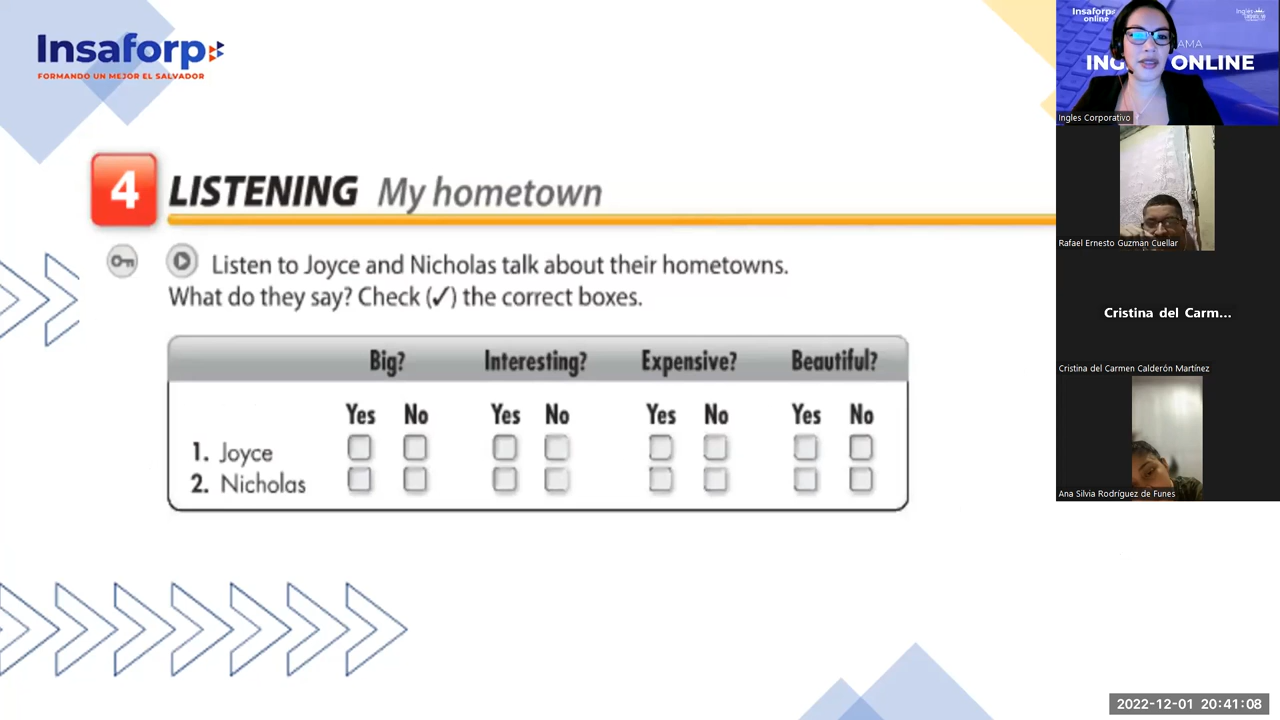 Insaforp
FORMANDO UN MEJOR EL SALVADOR
4 LISTENING My hometown
Listen to Joyce and Nicholas talk about their hometowns.
What do they say? Check (✓) the correct boxes.
Big? Interesting? Expensive? Beautiful?
Yes No Yes No Yes No Yes No
1. Joyce
2. Nicholas
Insaforp
online
ONLINE
Ingles Corporativo
Rafael Ernesto Guzman Cuellar
Cristina del Carm...
Cristina del Carmen Calderón Martínez
Ana Silvia Rodríguez de Funes
2022-12-01 20:41:08